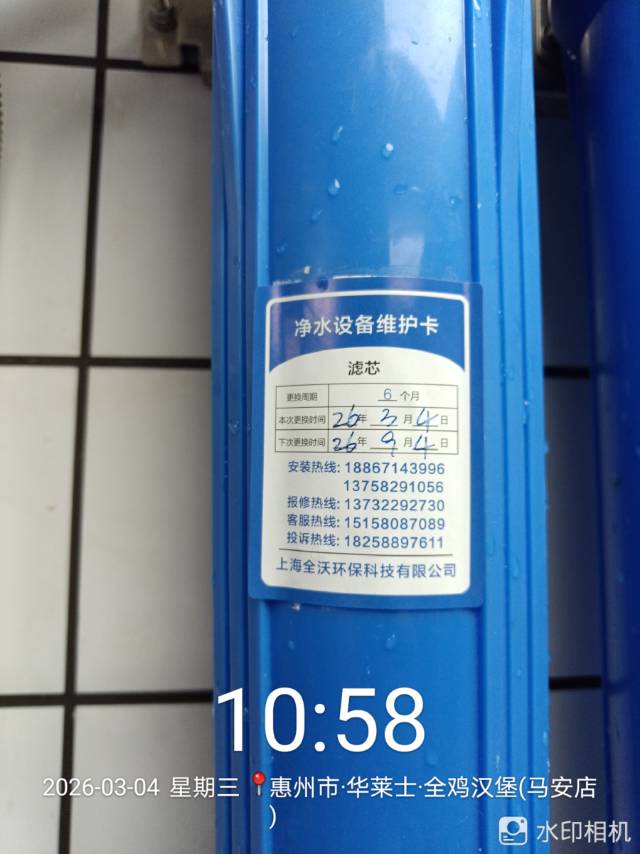 净水设备维护卡
滤芯
更换周期 6 个月
本次更换时间 26年 3月 4日
下次更换时间 26年 9月 4日
安装热线: 18867143996
13758291056
报修热线: 13732292730
客服热线: 15158087089
投诉热线: 18258897611
上海全沃环保科技有限公司
10:58
2026-03-04 星期三 📍惠州市·华莱士·全鸡汉堡(马安店
)
水印相机